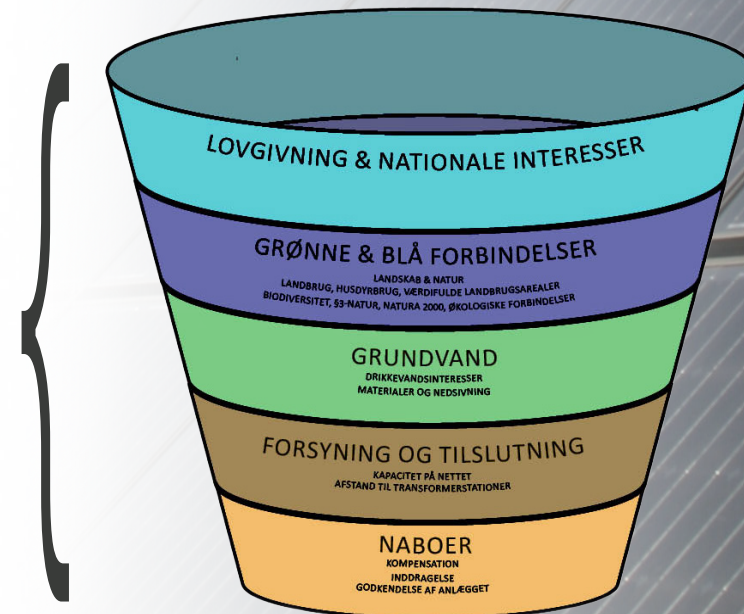 LOVGIVNING & NATIONALE INTERESSER
GRØNNE & BLÅ FORBINDELSER
LANDSKAB & NATUR
LANDBRUG, HUSDYRBRUG, VÆRDIFULDE LANDBRUGSAREALER
BIODIVERSITET, §3-NATUR, NATURA 2000, ØKOLOGISKE FORBINDELSER
GRUNDVAND
DRIKKEVANDSINTERESSER
MATERIALER OG NEDSIVNING
FORSYNING OG TILSLUTNING
KAPACITET PÅ NETTET
AFSTAND TIL TRANSFORMERSTATIONER
NABOER
KOMPENSATION
INDDRAGELSE
GODKENDELSE AF ANLÆGGET